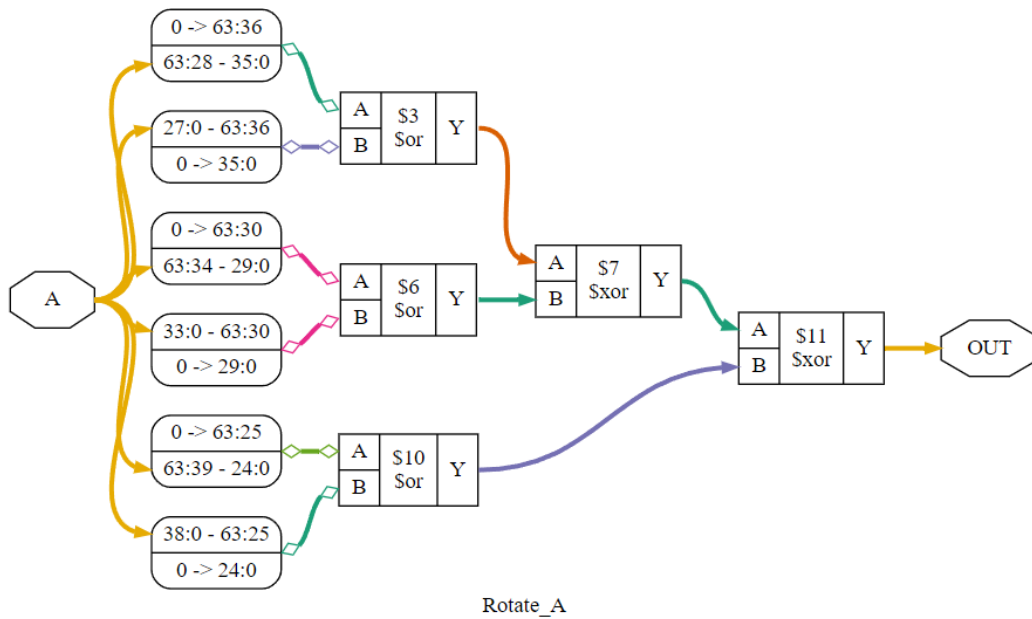 0 -> 63:36
63:28 - 35:0
27:0 - 63:36
0 -> 35:0
A
B
$3
$or
Y
0 -> 63:30
63:34 - 29:0
33:0 - 63:30
0 -> 29:0
A
B
$6
$or
Y
A
A
B
$7
$xor
Y
0 -> 63:25
63:39 - 24:0
38:0 - 63:25
0 -> 24:0
A
B
$10
$or
Y
A
B
$11
$xor
Y
OUT
Rotate_A